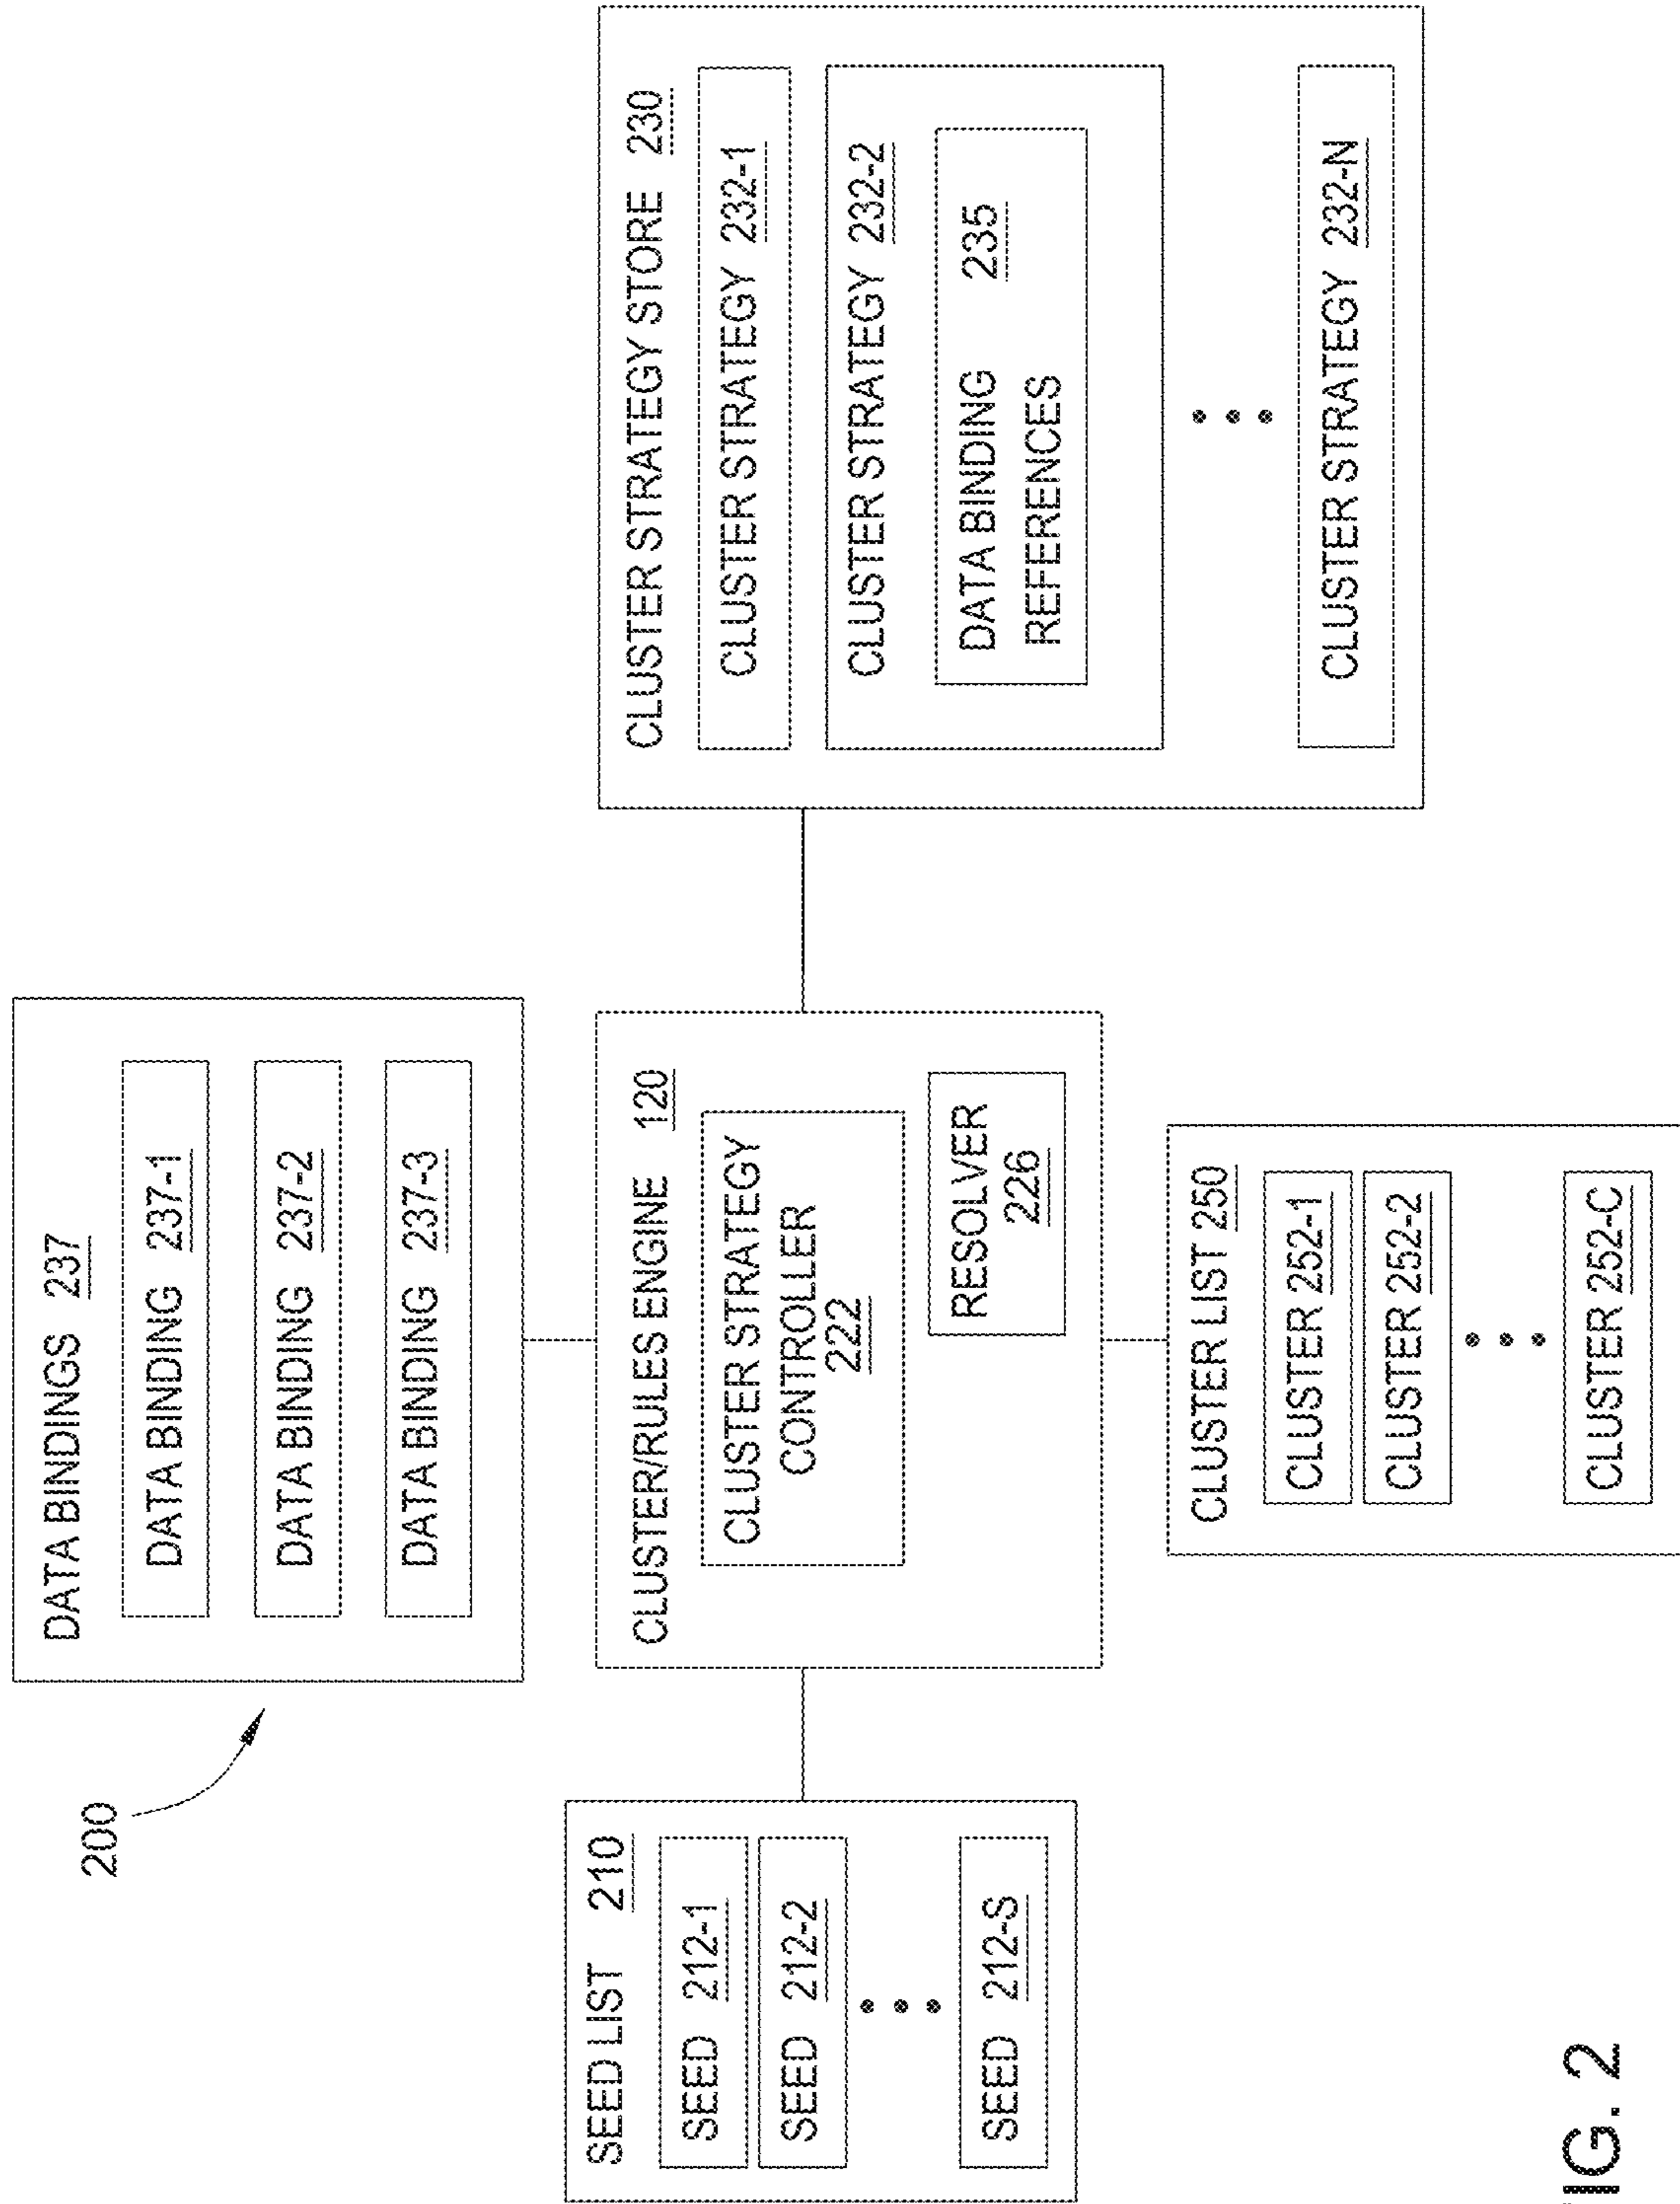 200
DATA BINDINGS 237
DATA BINDING 237-1
DATA BINDING 237-2
DATA BINDING 237-3
SEED LIST 210
SEED 212-1
SEED 212-2
SEED 212-S
CLUSTER/RULES ENGINE 120
CLUSTER STRATEGY
CONTROLLER
222
RESOLVER
226
CLUSTER STRATEGY STORE 230
CLUSTER STRATEGY 232-1
CLUSTER STRATEGY 232-2
DATA BINDING 235
REFERENCES
CLUSTER STRATEGY 232-N
CLUSTER LIST 250
CLUSTER 252-1
CLUSTER 252-2
CLUSTER 252-C
IG. 2